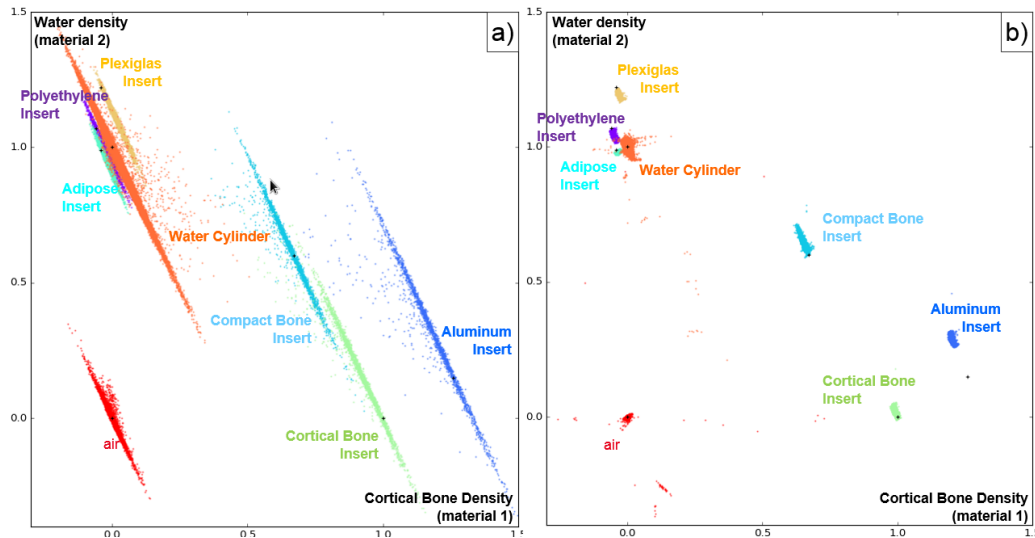 1.5
Water density
(material 2)
a)
Plexiglas
Insert
Polyethylene
Insert
1.0
Adipose
Insert
Water Cylinder
0.5
Compact Bone
Insert
Aluminum
Insert
0.0
air
Cortical Bone
Insert
Cortical Bone Density
(material 1)
0.0
0.5
1.0
1.5
1.5
Water density
(material 2)
b)
Plexiglas
Insert
Polyethylene
Insert
1.0
Adipose
Insert
Water Cylinder
Compact Bone
Insert
0.5
Aluminum
Insert
Cortical Bone
Insert
0.0
air
Cortical Bone Density
(material 1)
0.0
0.5
1.0